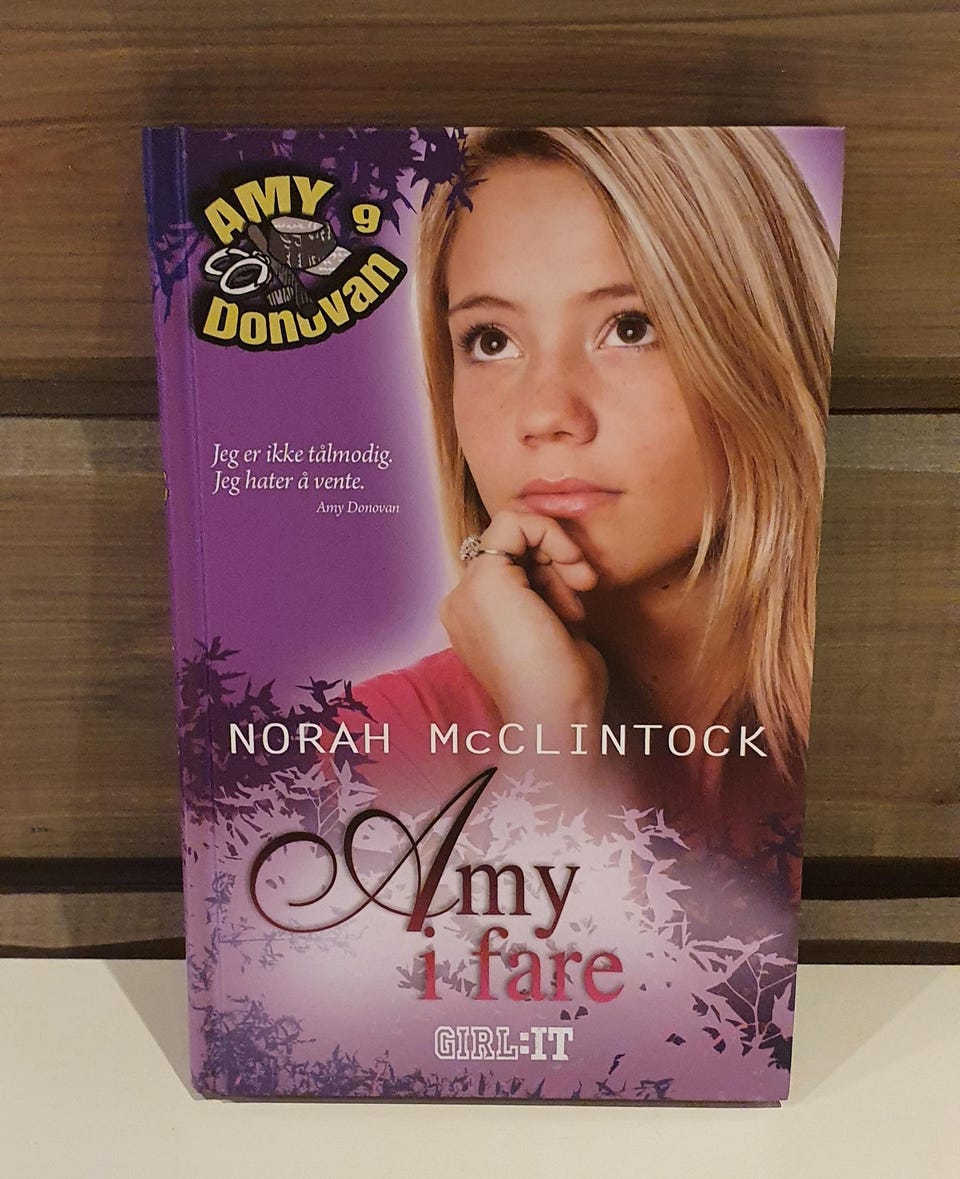 AMY 9
Donovan
Jeg er ikke tålmodig.
Jeg hater å vente.
Amy Donovan
NORAH McCLINTOCK
Amy
i fare
GIRL:IT